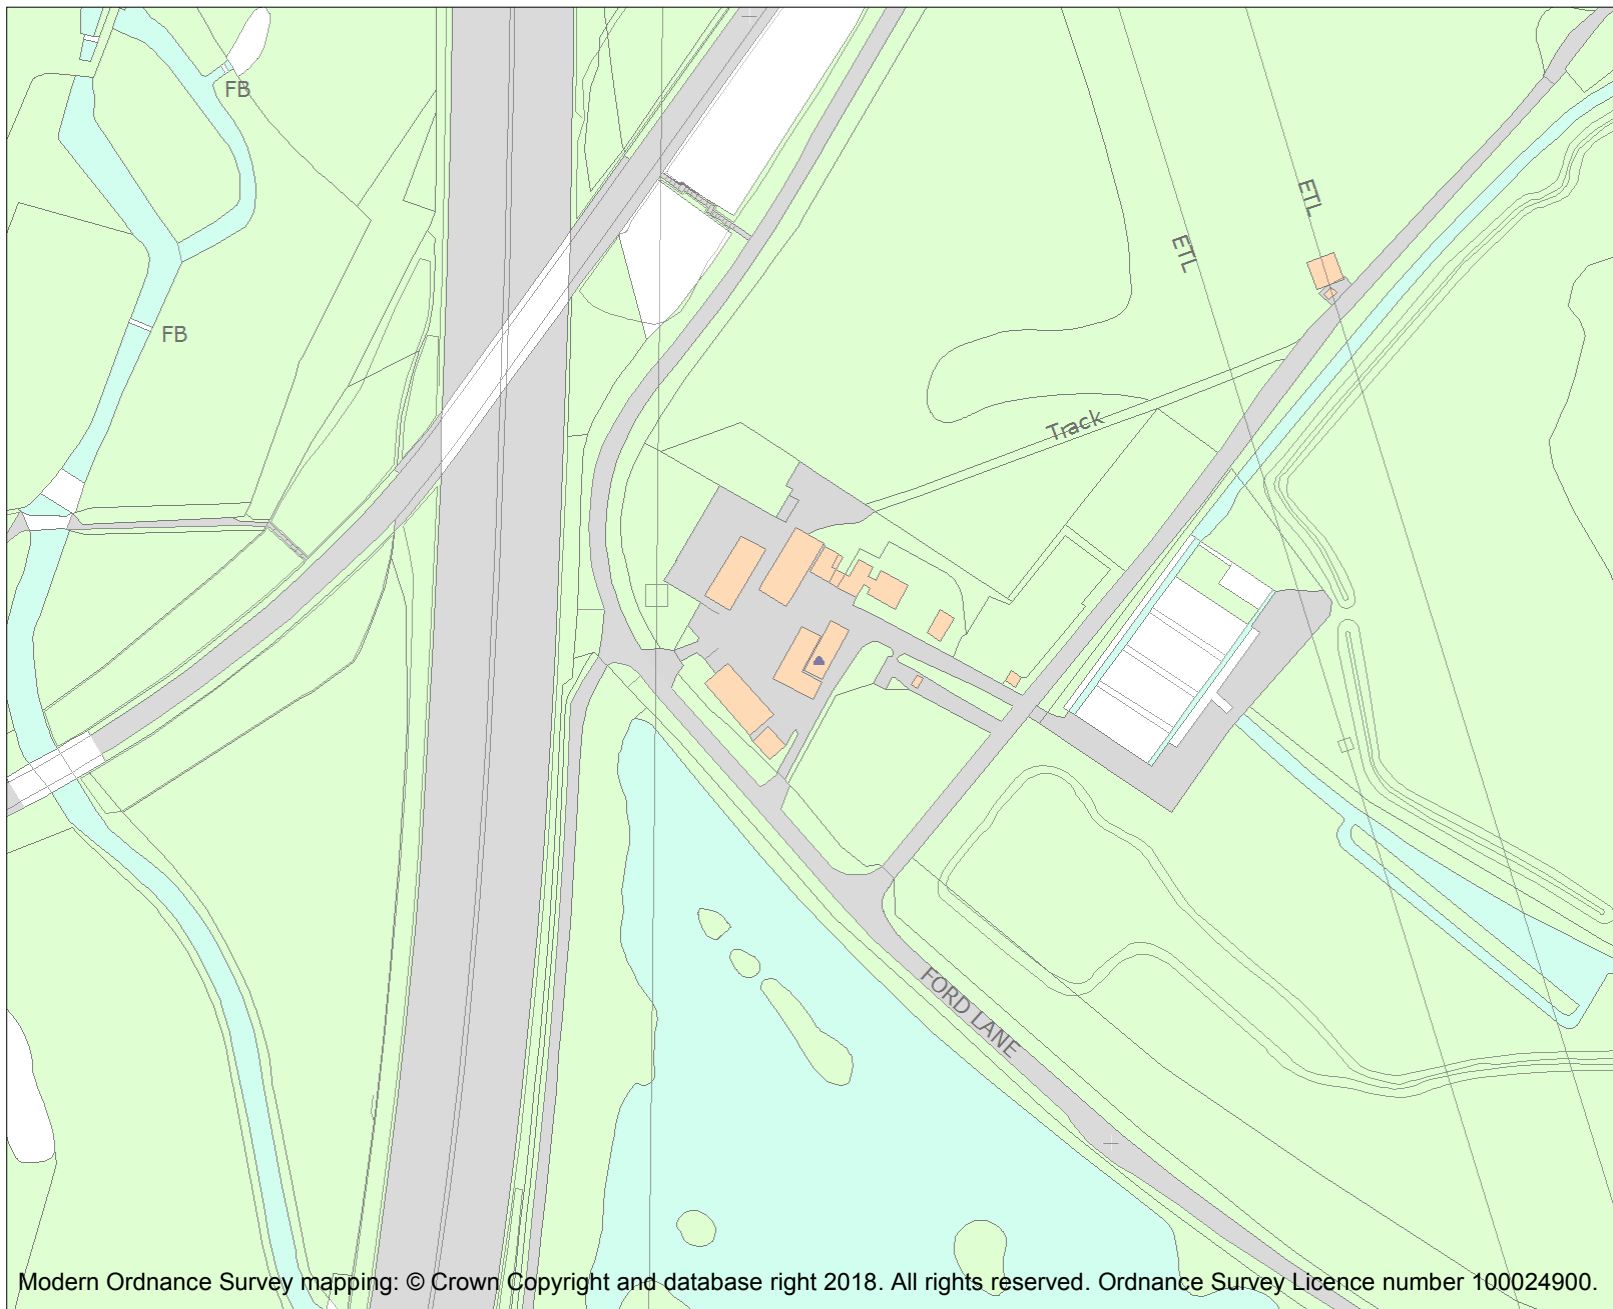 FB
ETL
ETL
FB
Track
FORD LANE
Modern Ordnance Survey mapping: © Crown Copyright and database right 2018. All rights reserved. Ordnance Survey Licence number 100024900.